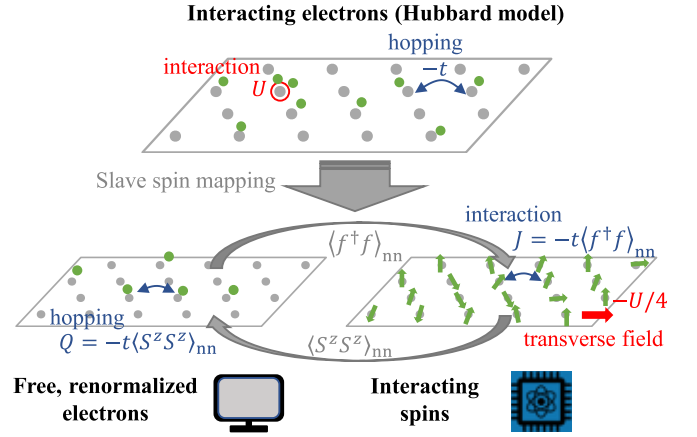 Interacting electrons (Hubbard model)
hopping
interaction
−t
U
Slave spin mapping
interaction
⟨f†f⟩nn
J = −t⟨f†f⟩nn
hopping
Q = −t⟨SᶻSᶻ⟩nn
−U/4
⟨SᶻSᶻ⟩nn
transverse field
Free, renormalized
electrons
Interacting
spins